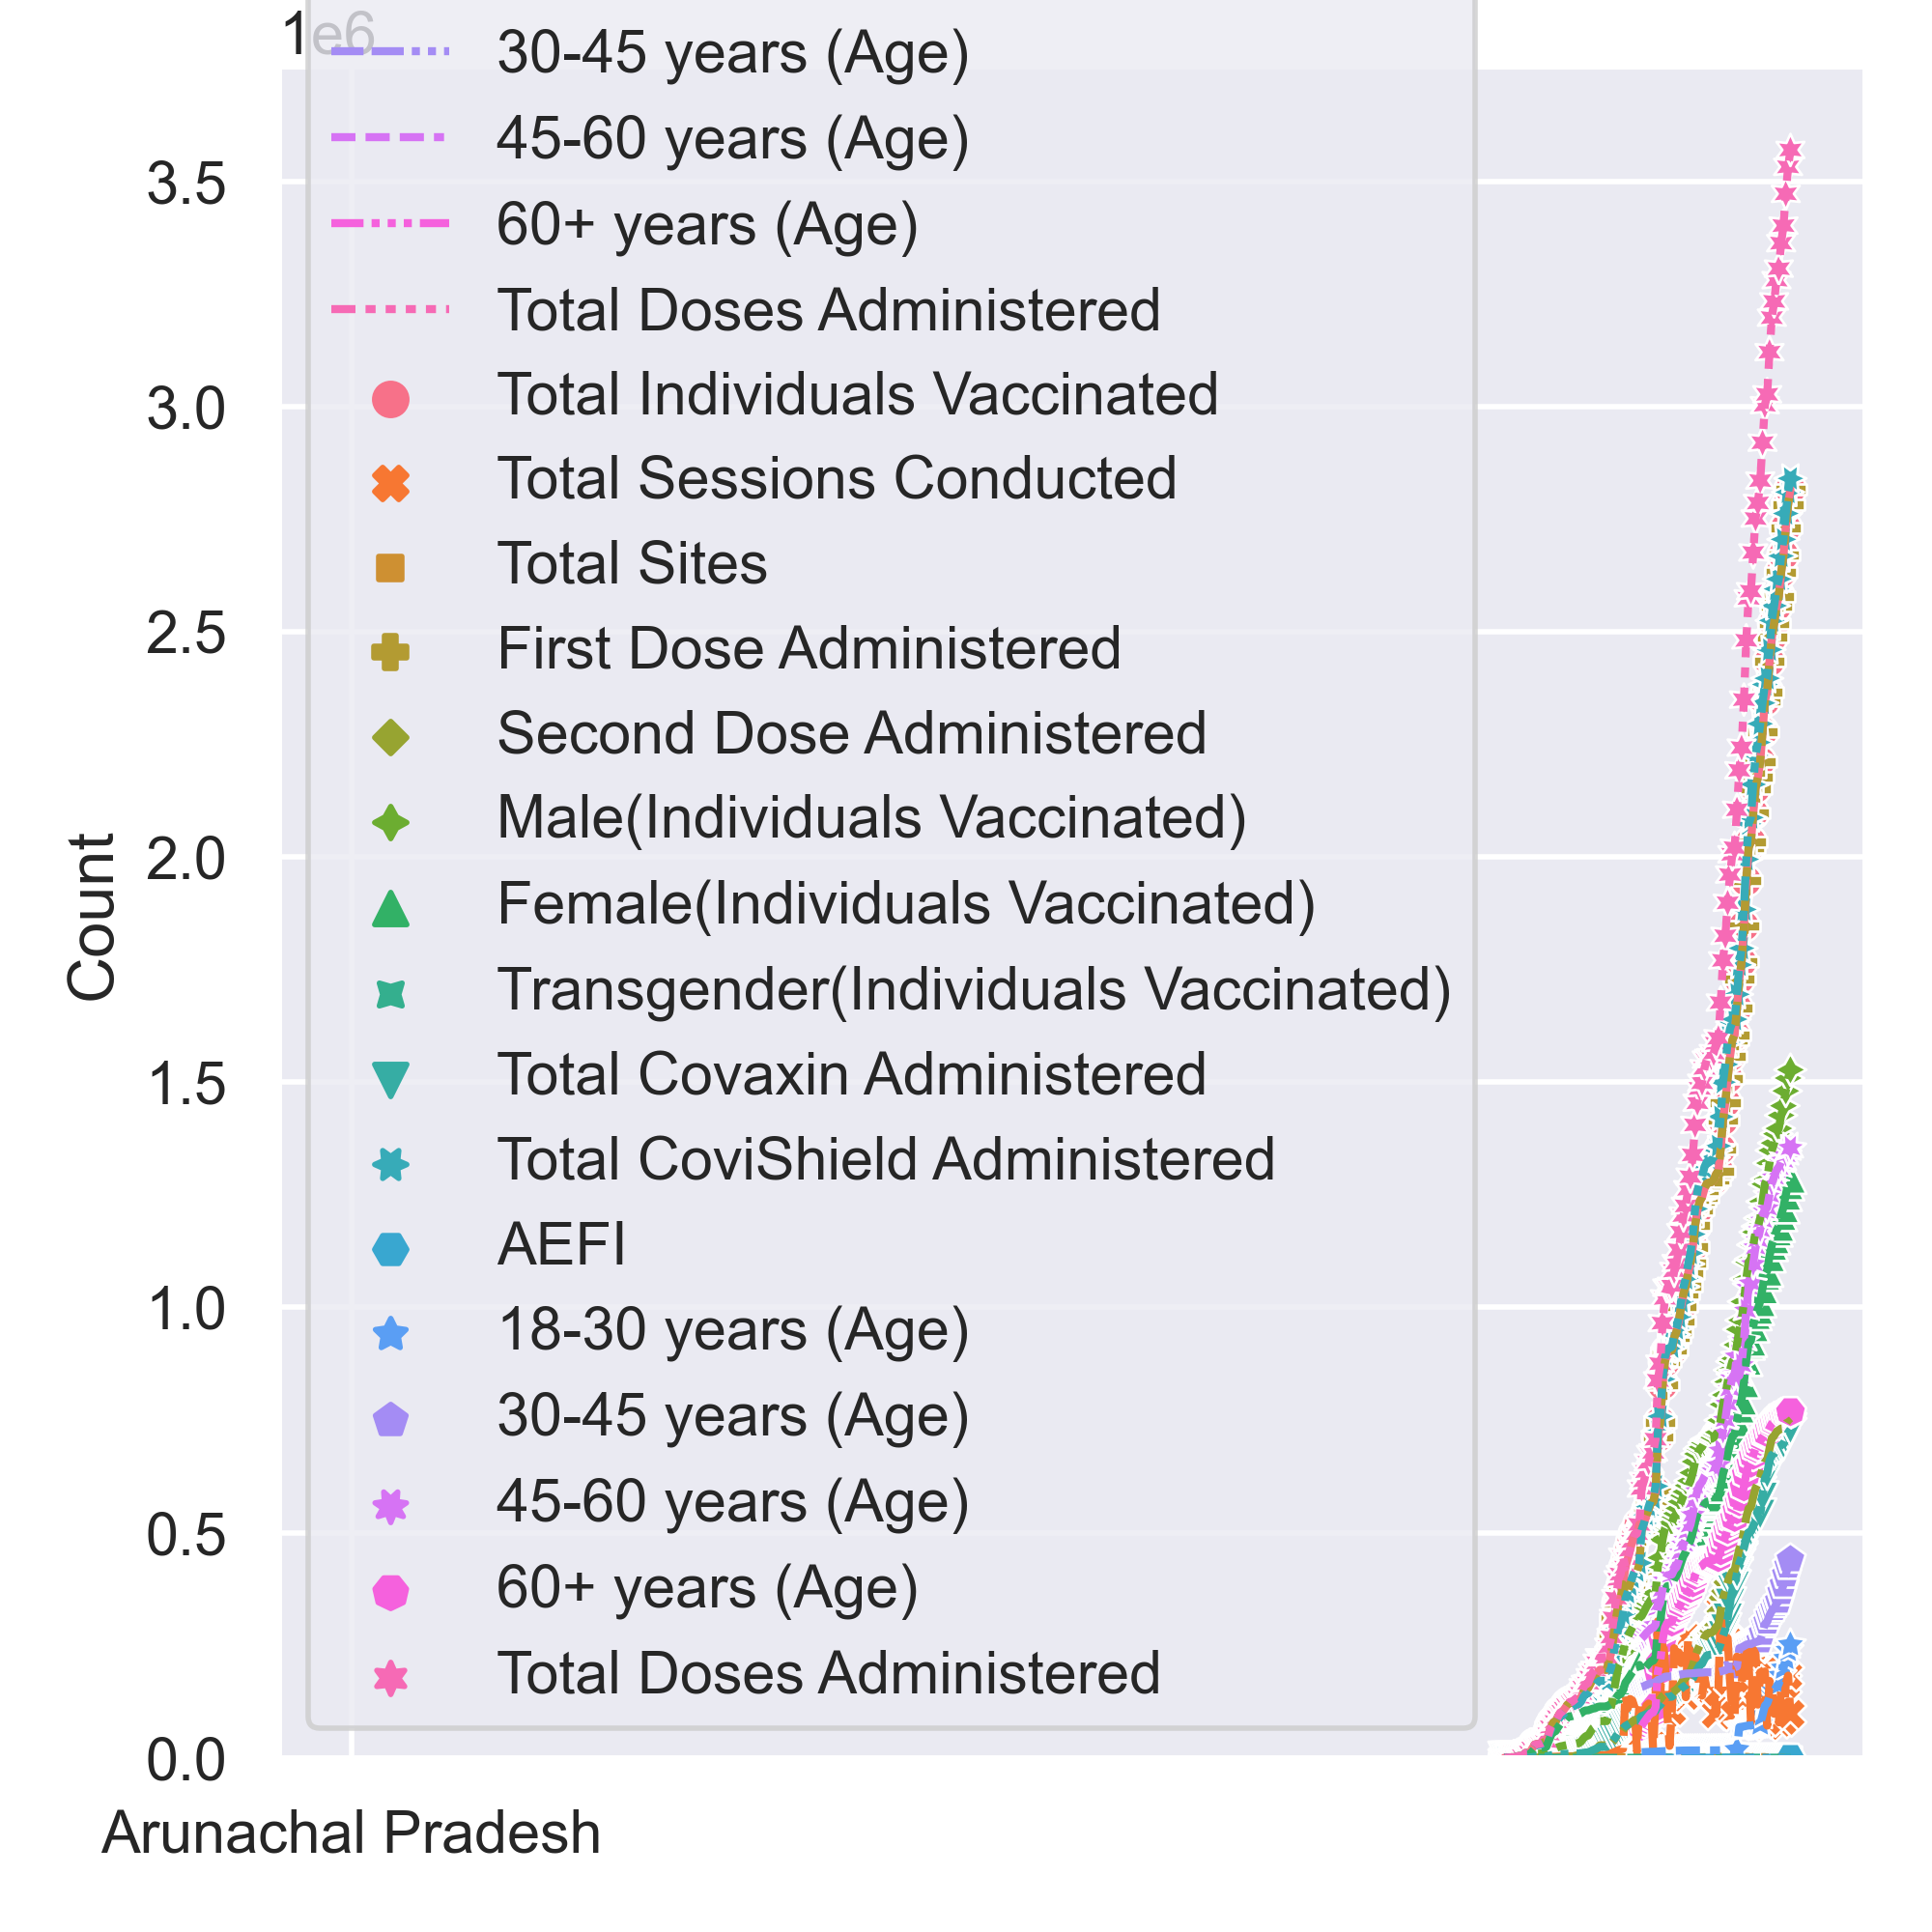 1e6
30-45 years (Age)
45-60 years (Age)
60+ years (Age)
Total Doses Administered
Total Individuals Vaccinated
Total Sessions Conducted
Total Sites
First Dose Administered
Second Dose Administered
Male(Individuals Vaccinated)
Female(Individuals Vaccinated)
Transgender(Individuals Vaccinated)
Total Covaxin Administered
Total CoviShield Administered
AEFI
18-30 years (Age)
30-45 years (Age)
45-60 years (Age)
60+ years (Age)
Total Doses Administered
3.5
3.0
2.5
2.0
1.5
1.0
0.5
0.0
Count
Arunachal Pradesh